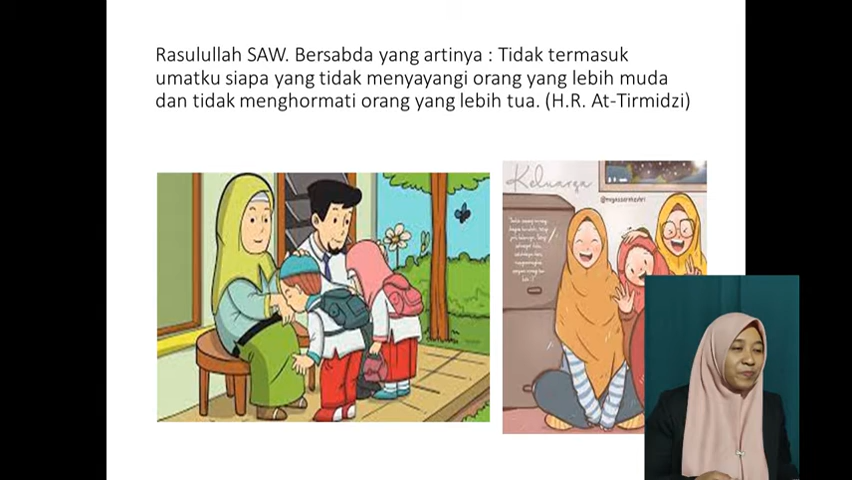 Rasulullah SAW. Bersabda yang artinya : Tidak termasuk
umatku siapa yang tidak menyayangi orang yang lebih muda
dan tidak menghormati orang yang lebih tua. (H.R. At-Tirmidzi)
Keluarga